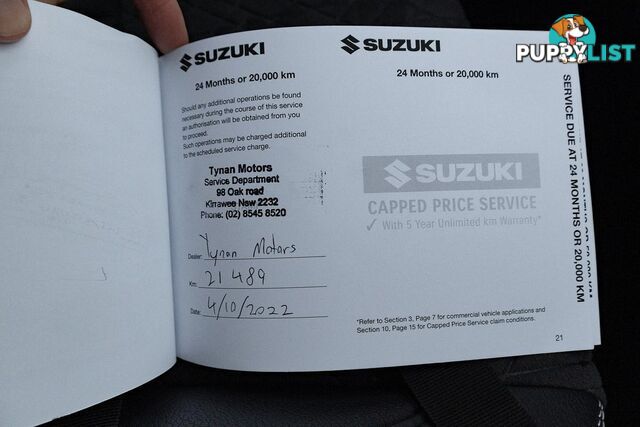 SUZUKI
24 Months or 20,000 km
Should any additional operations be found
necessary during the course of this service
an authorisation will be obtained from you
to proceed.
Such operations may be charged additional
to the scheduled service charge.
Tynan Motors
Service Department
98 Oak road
Kirrawee Nsw 2232
Phone: (02) 8545 8520
Dealer: Tynan Motors
Km: 21 489
Date: 4/10/2022
SUZUKI
24 Months or 20,000 km
SUZUKI
CAPPED PRICE SERVICE
✓ With 5 Year Unlimited km Warranty*
*Refer to Section 3, Page 7 for commercial vehicle applications and
Section 10, Page 15 for Capped Price Service claim conditions.
21
SERVICE DUE AT 24 MONTHS OR 20,000 KM
PUPPYLIST